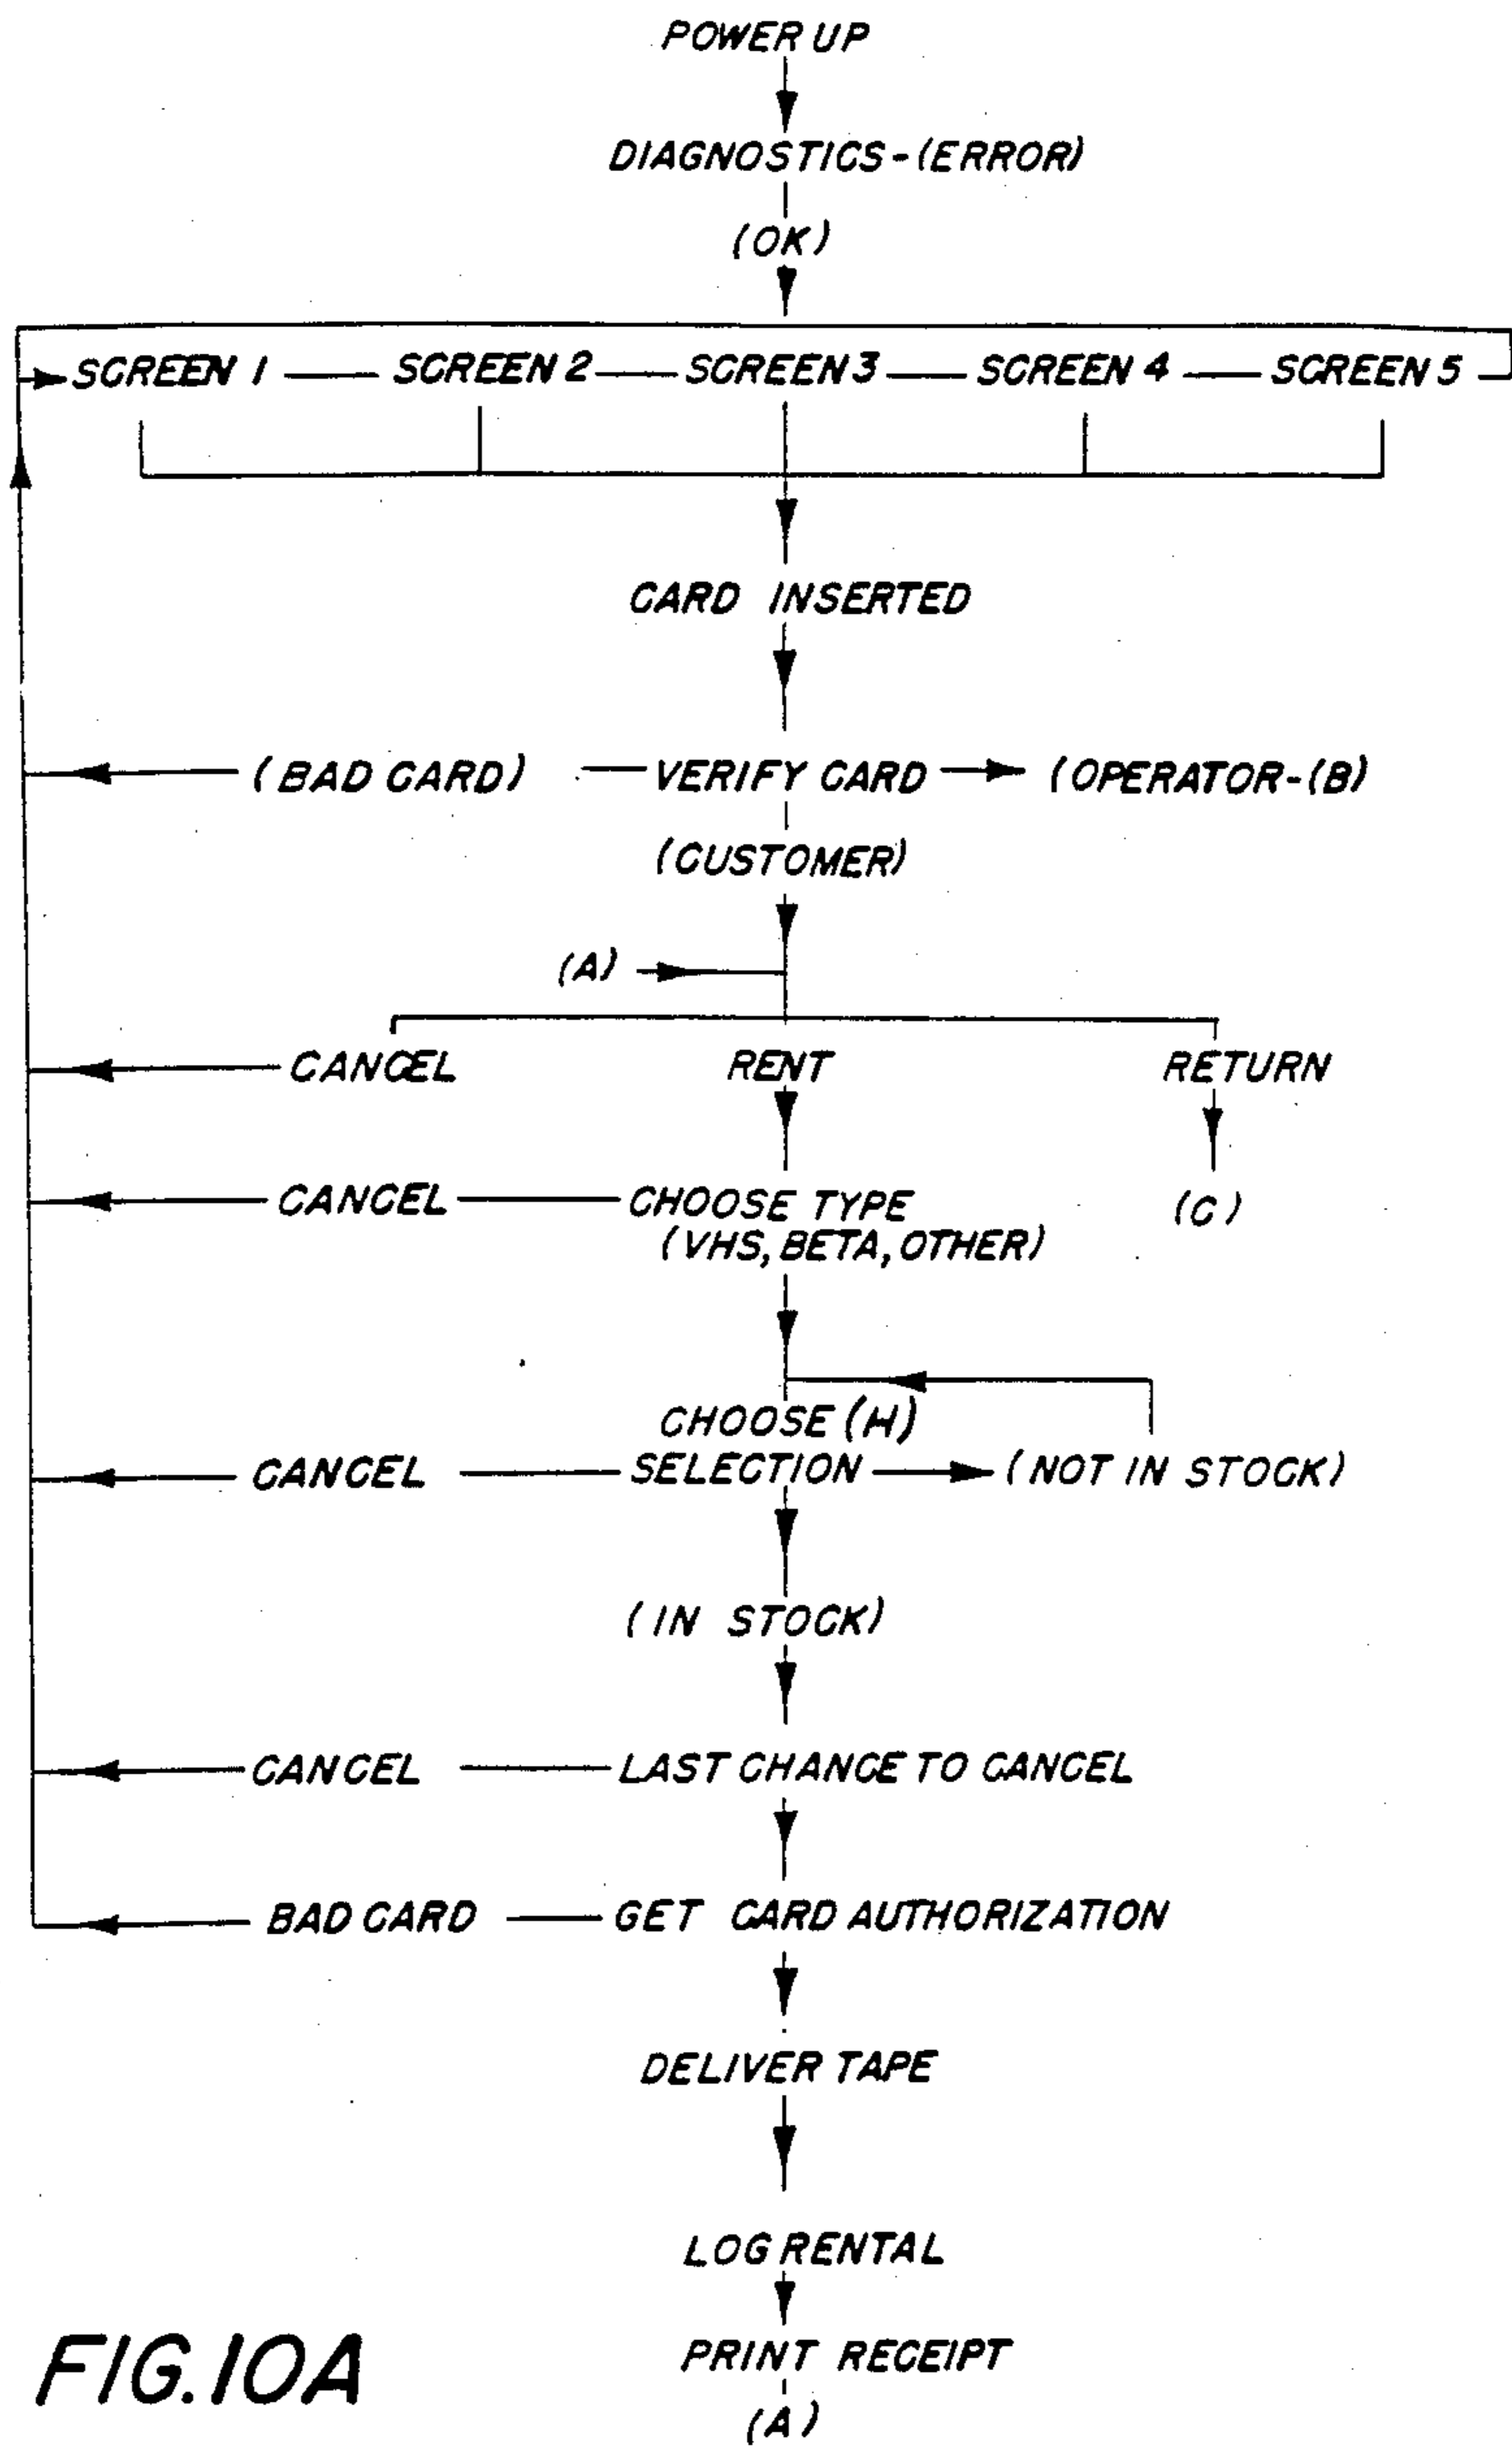 POWER UP
DIAGNOSTICS-(ERROR)
(OK)
SCREEN 1 SCREEN 2 SCREEN 3 SCREEN 4 SCREEN 5
CARD INSERTED
(BAD CARD) VERIFY CARD (OPERATOR-(B)
(CUSTOMER)
(A)
CANCEL RENT RETURN
CANCEL CHOOSE TYPE (C)
(VHS, BETA, OTHER)
CHOOSE (H)
CANCEL SELECTION (NOT IN STOCK)
(IN STOCK)
CANCEL LAST CHANCE TO CANCEL
BAD CARD GET CARD AUTHORIZATION
DELIVER TAPE
LOG RENTAL
PRINT RECEIPT
(A)
FIG. 10A